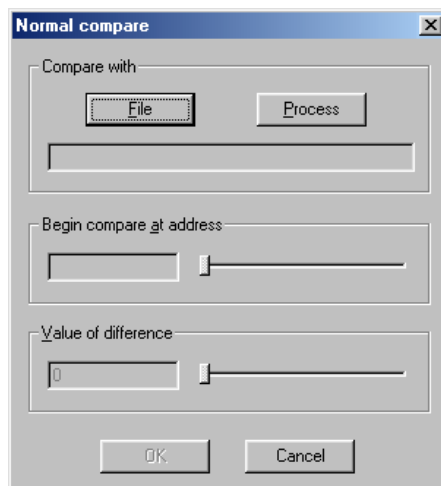 Normal compare
Compare with
File Process
Begin compare at address
Value of difference
0
OK Cancel